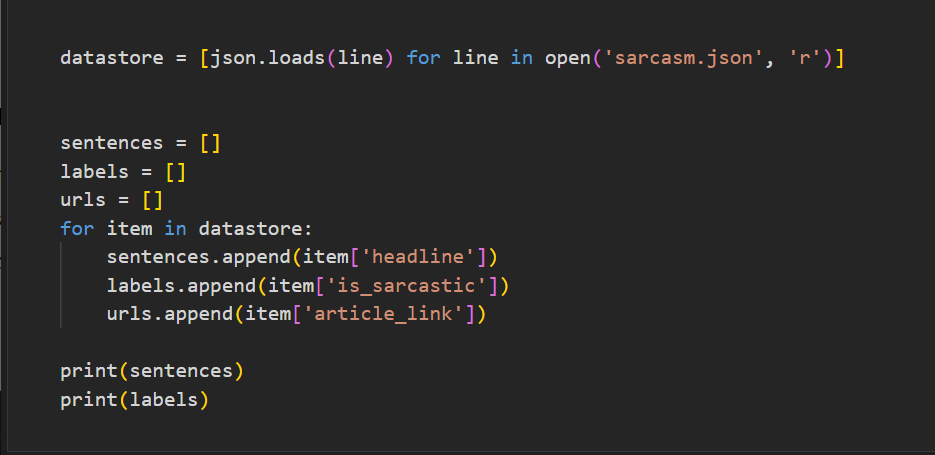 datastore = [json.loads(line) for line in open('sarcasm.json', 'r')]
sentences = []
labels = []
urls = []
for item in datastore:
    sentences.append(item['headline'])
    labels.append(item['is_sarcastic'])
    urls.append(item['article_link'])
print(sentences)
print(labels)